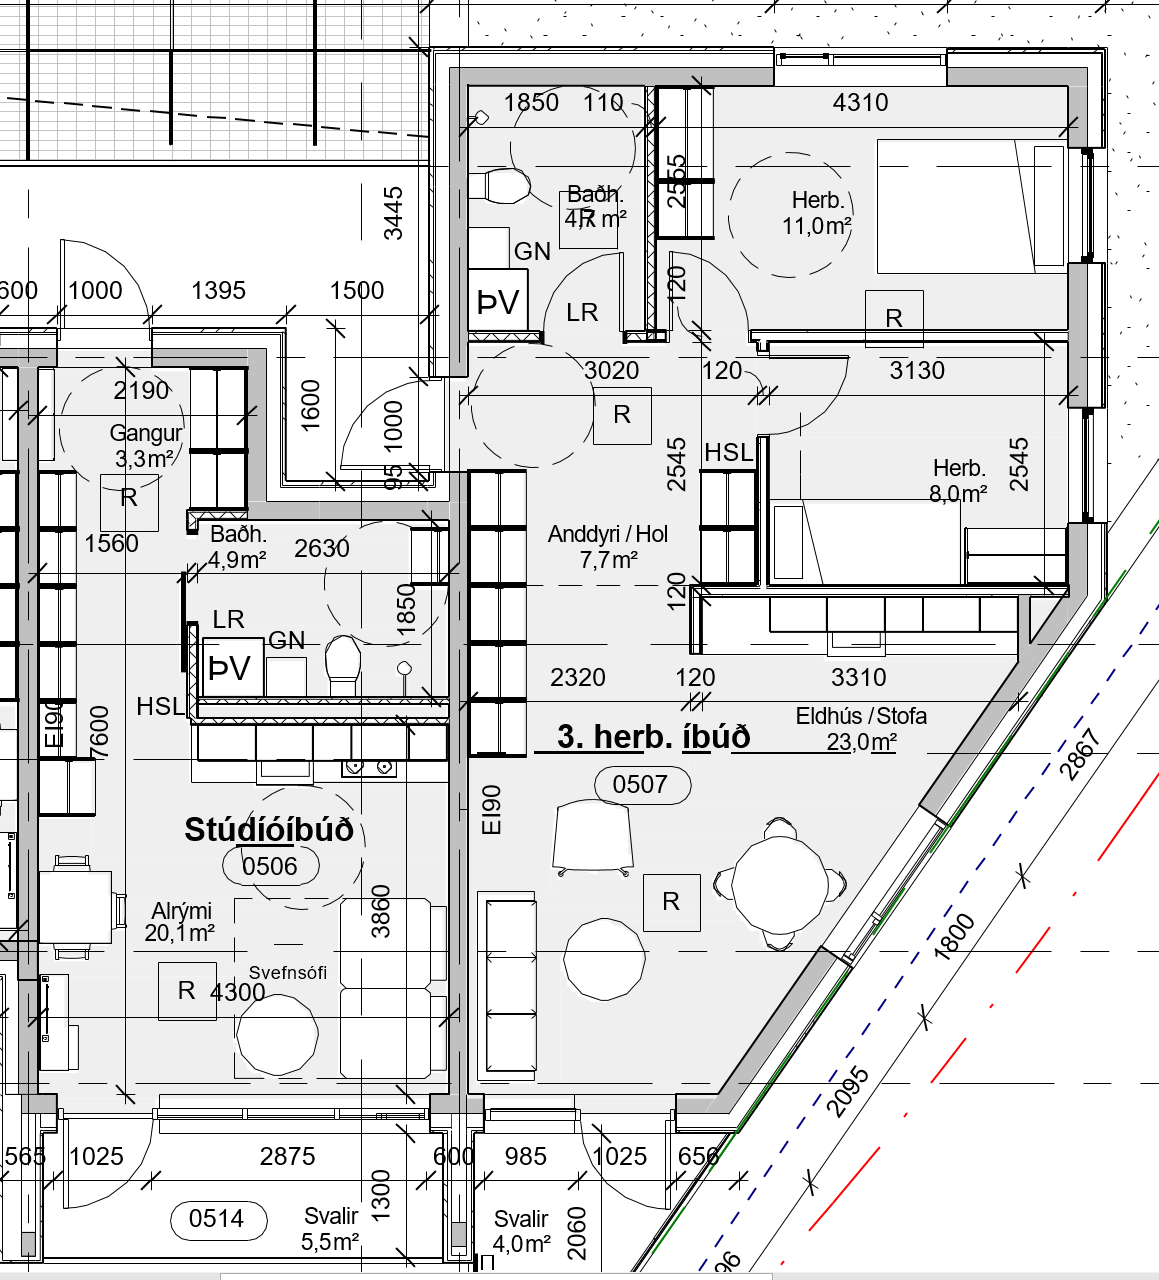 1850
110
4310
2555
3445
Baðh.
4,7 m²
R
Herb.
11,0m²
GN
ÞV
LR
120
R
600
1000
1395
1500
2190
3020
120
3130
1600
1000
95
R
Gangur
3,3m²
R
2545
HSL
Herb.
8,0m²
2545
1560
Baðh.
4,9m²
2630
Anddyri / Hol
7,7m²
1850
120
LR
GN
ÞV
2320
120
3310
HSL
EI90
7600
Eldhús / Stofa
23,0m²
3. herb. íbúð
0507
2867
EI90
Stúdíóíbúð
0506
3860
R
Alrými
20,1m²
1800
Svefnsófi
R
4300
2095
565
1025
2875
600
985
1025
656
1300
0514
Svalir
5,5m²
Svalir
4,0m²
2060
96